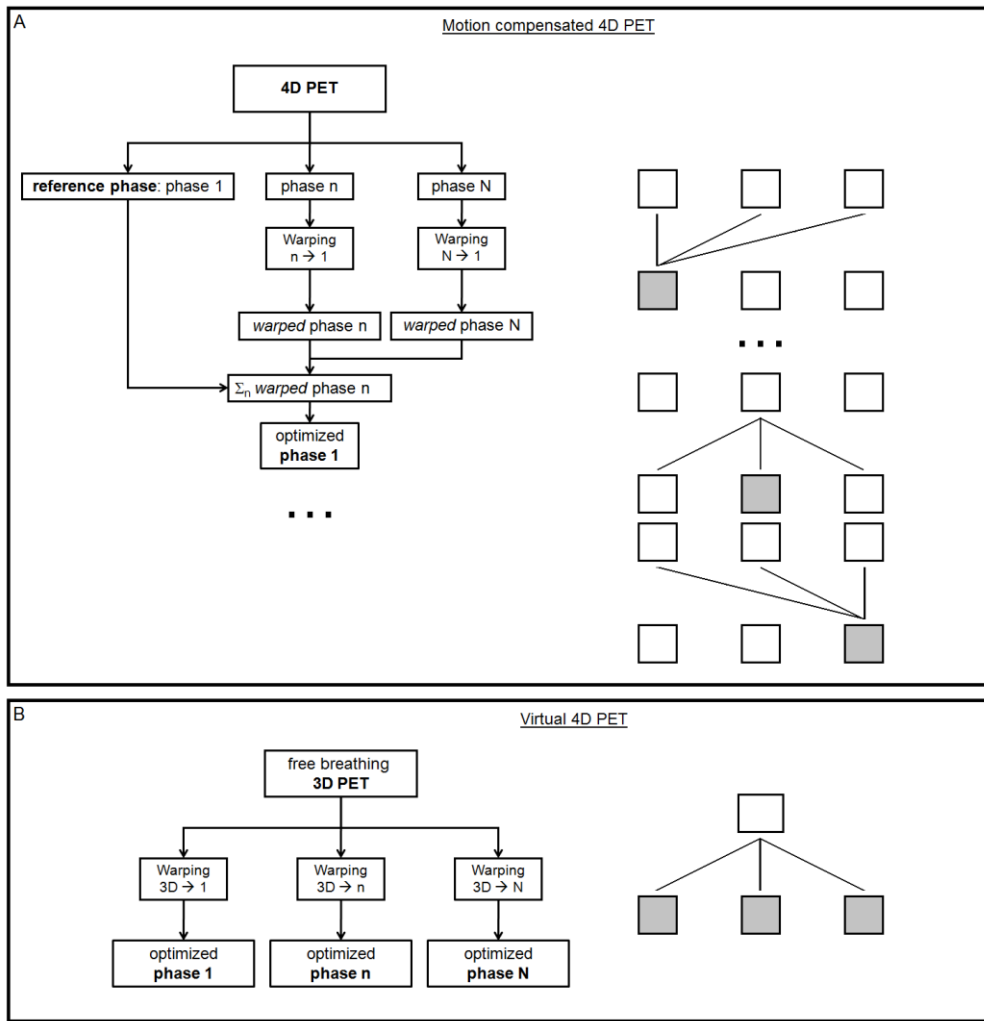 A
Motion compensated 4D PET
4D PET
reference phase: phase 1
phase n
phase N
Warping
n → 1
Warping
N → 1
warped phase n
warped phase N
Σn warped phase n
optimized
phase 1
...
...
B
Virtual 4D PET
free breathing
3D PET
Warping
3D → 1
Warping
3D → n
Warping
3D → N
optimized
phase 1
optimized
phase n
optimized
phase N